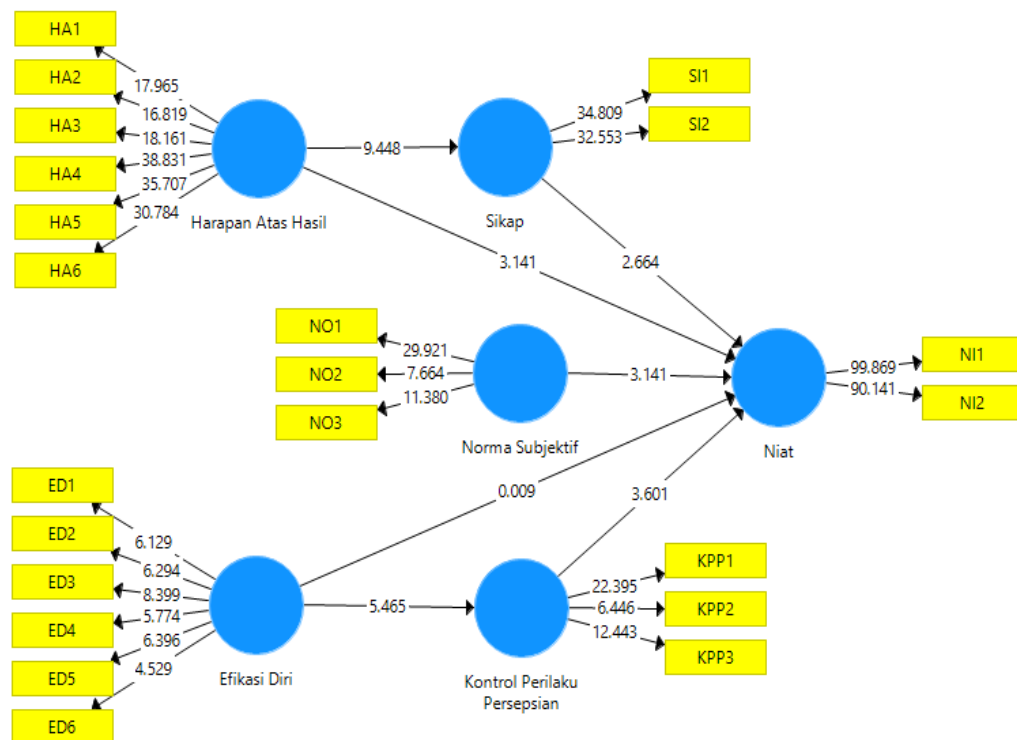 HA1
HA2
HA3
HA4
HA5
HA6
17.965
16.819
18.161
38.831
35.707
30.784
Harapan Atas Hasil
9.448
Sikap
34.809
32.553
SI1
SI2
3.141
2.664
NO1
NO2
NO3
29.921
7.664
11.380
Norma Subjektif
3.141
Niat
99.869
90.141
NI1
NI2
ED1
ED2
ED3
ED4
ED5
ED6
6.129
6.294
8.399
5.774
6.396
4.529
Efikasi Diri
0.009
5.465
3.601
Kontrol Perilaku
Persepsian
22.395
6.446
12.443
KPP1
KPP2
KPP3